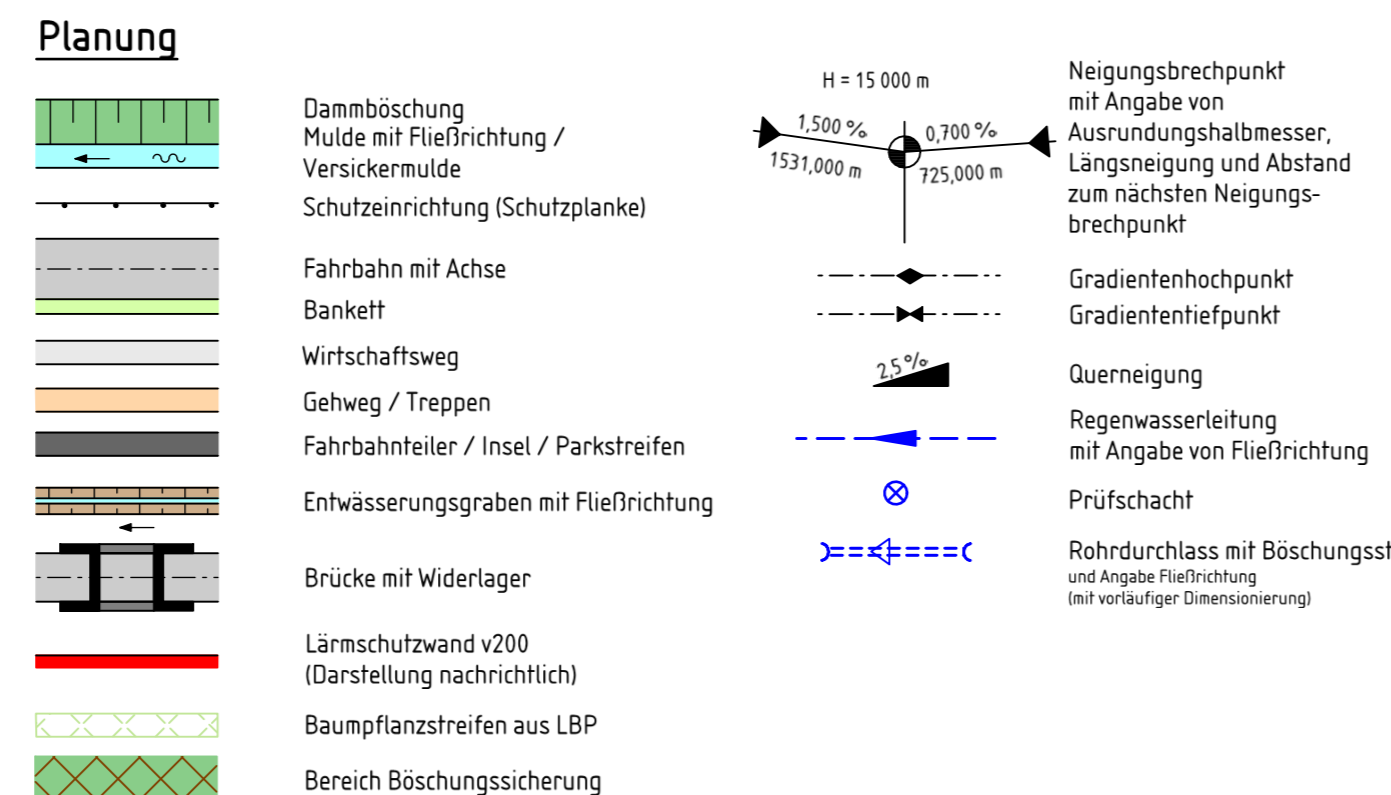 Planung
Dammböschung
Mulde mit Fließrichtung /
Versickermulde
Schutzeinrichtung (Schutzplanke)
Fahrbahn mit Achse
Bankett
Wirtschaftsweg
Gehweg / Treppen
Fahrbahnteiler / Insel / Parkstreifen
Entwässerungsgraben mit Fließrichtung
Brücke mit Widerlager
Lärmschutzwand v200
(Darstellung nachrichtlich)
Baumpflanzstreifen aus LBP
Bereich Böschungssicherung
H = 15 000 m
1,500 %
0,700 %
1531,000 m
725,000 m
Neigungsbrechpunkt
mit Angabe von
Ausrundungshalbmesser,
Längsneigung und Abstand
zum nächsten Neigungs-
brechpunkt
Gradientenhochpunkt
Gradiententiefpunkt
2,5 %
Querneigung
Regenwasserleitung
mit Angabe von Fließrichtung
Prüfschacht
Rohrdurchlass mit Böschungsst
und Angabe Fließrichtung
(mit vorläufiger Dimensionierung)